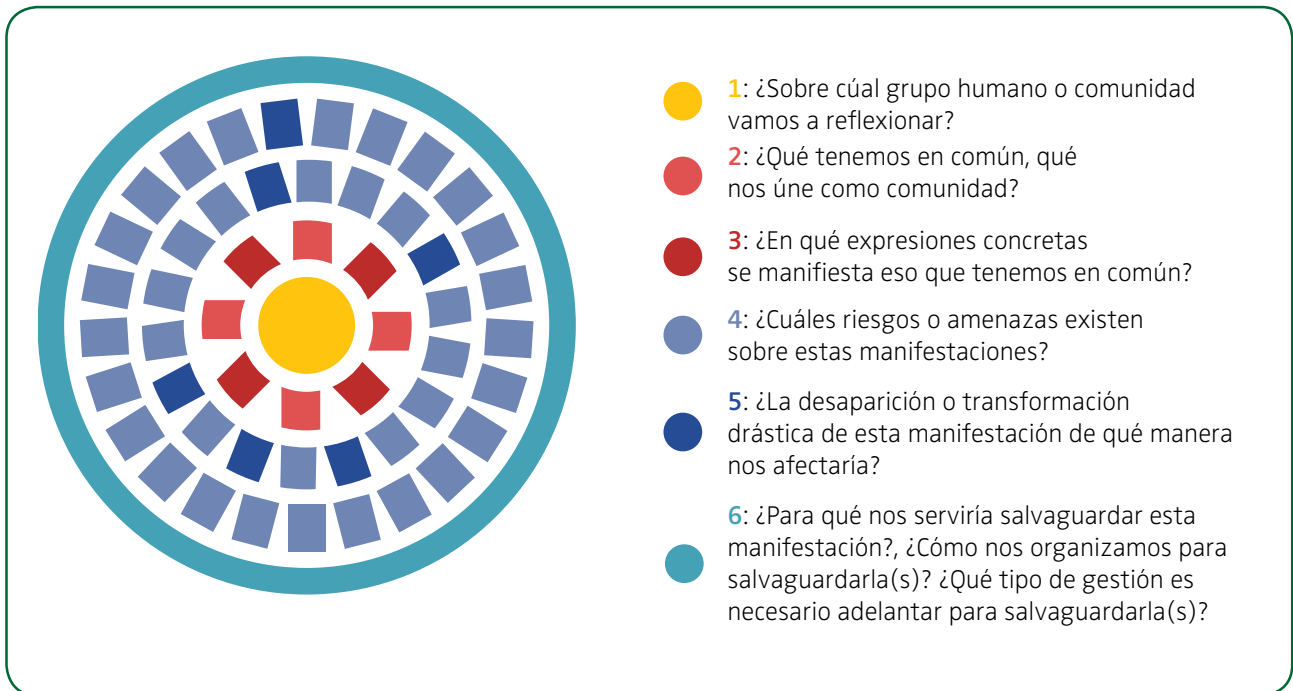 1: ¿Sobre cúal grupo humano o comunidad
vamos a reflexionar?
2: ¿Qué tenemos en común, qué
nos úne como comunidad?
3: ¿En qué expresiones concretas
se manifiesta eso que tenemos en común?
4: ¿Cuáles riesgos o amenazas existen
sobre estas manifestaciones?
5: ¿La desaparición o transformación
drástica de esta manifestación de qué manera
nos afectaría?
6: ¿Para qué nos serviría salvaguardar esta
manifestación?, ¿Cómo nos organizamos para
salvaguardarla(s)? ¿Qué tipo de gestión es
necesario adelantar para salvaguardarla(s)?